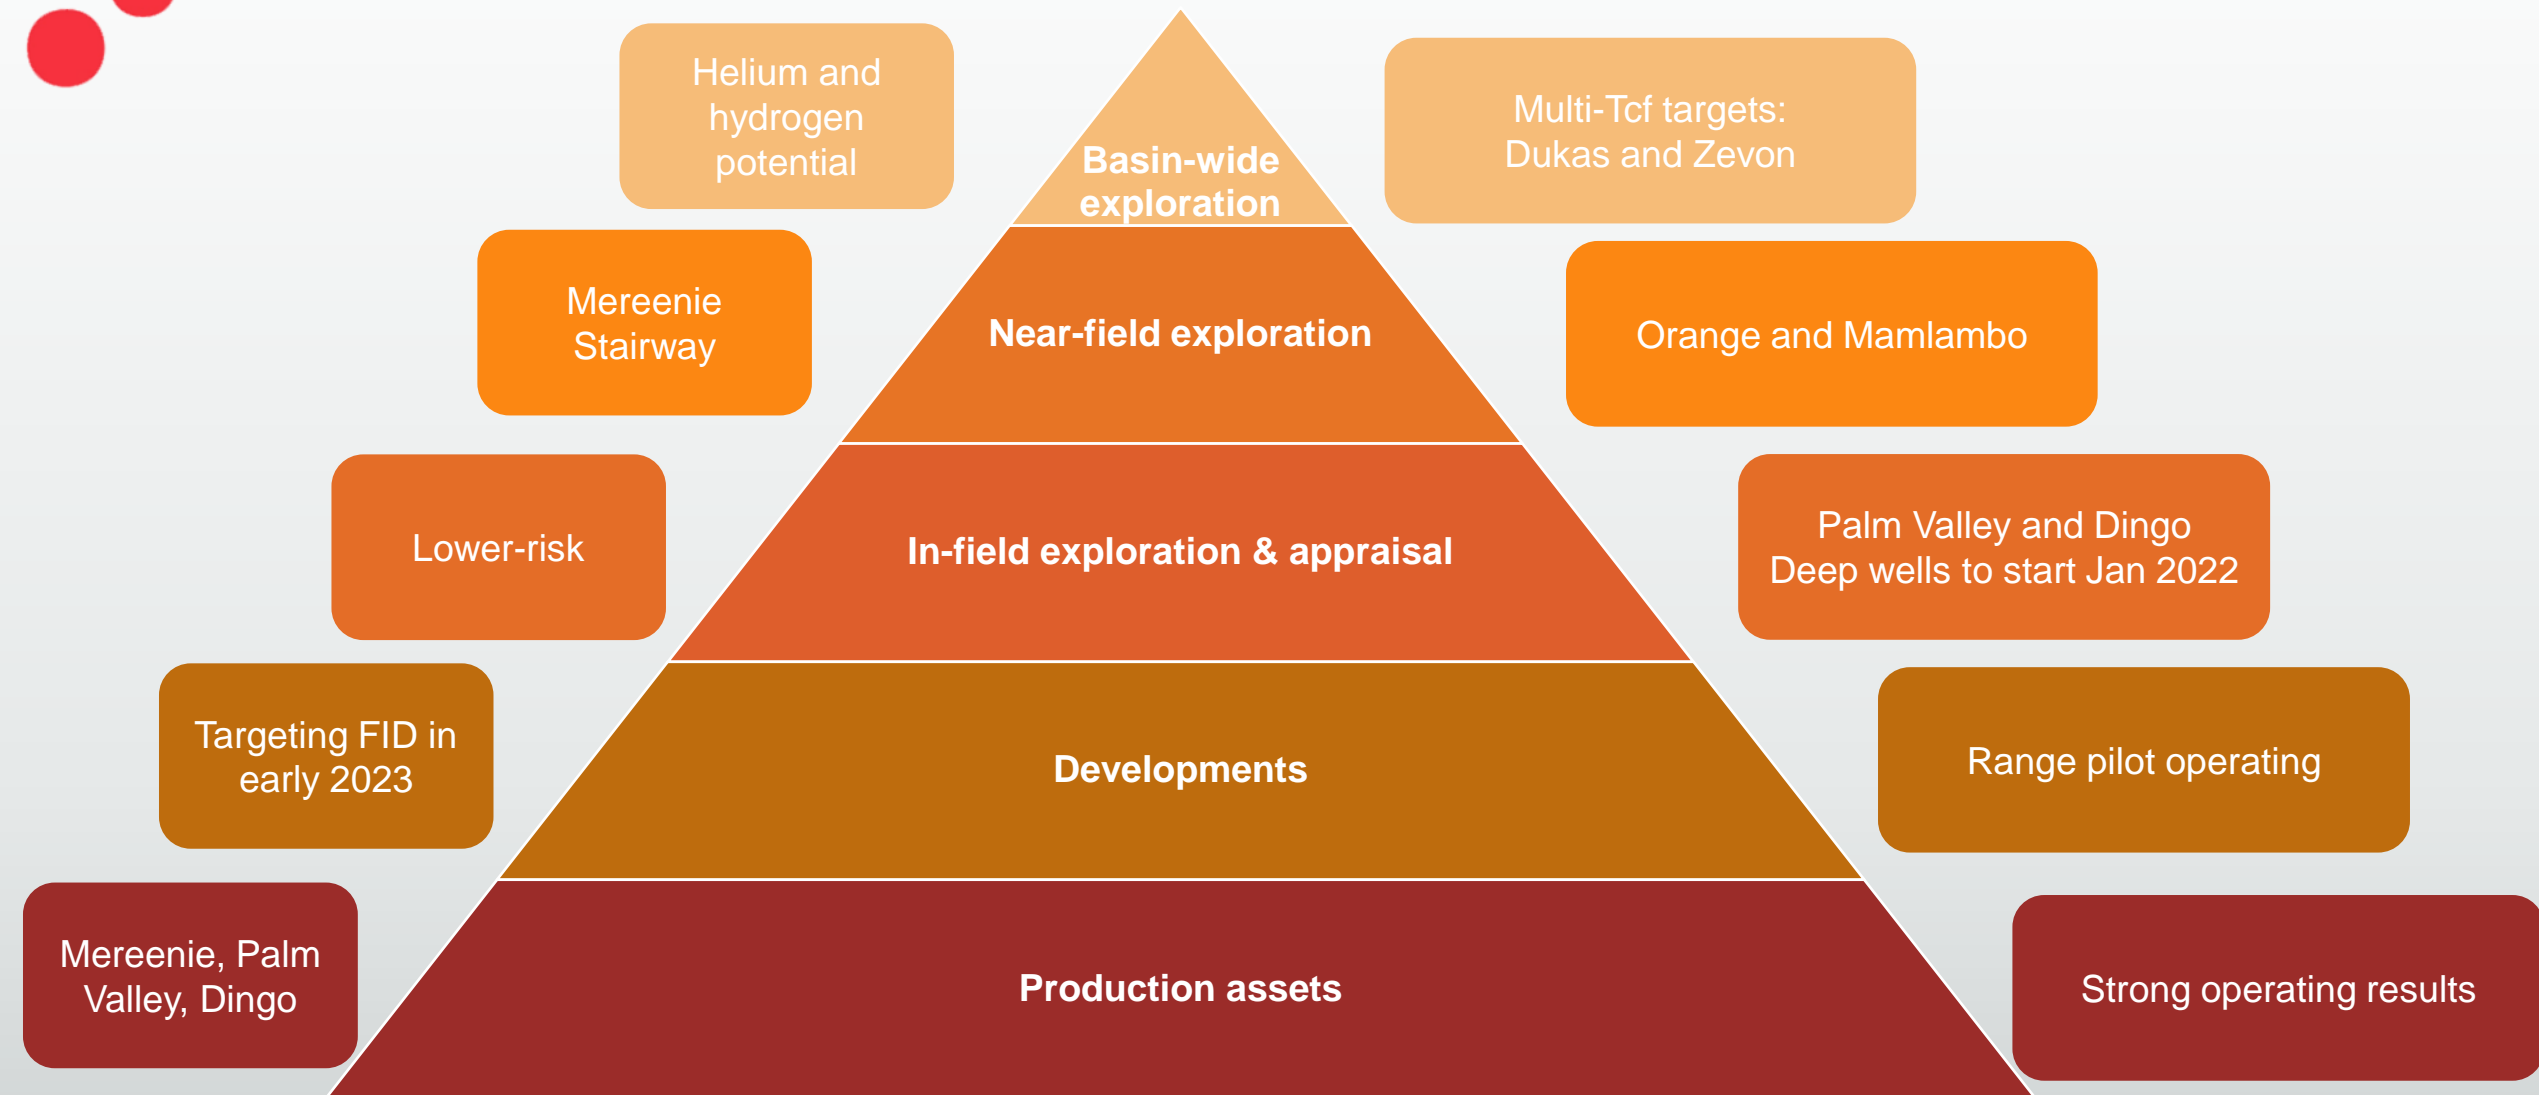 Helium and
hydrogen
potential
Basin-wide
exploration
Multi-Tcf targets:
Dukas and Zevon
Mereenie
Stairway
Near-field exploration
Orange and Mamlambo
Lower-risk
In-field exploration & appraisal
Palm Valley and Dingo
Deep wells to start Jan 2022
Targeting FID in
early 2023
Developments
Range pilot operating
Mereenie, Palm
Valley, Dingo
Production assets
Strong operating results